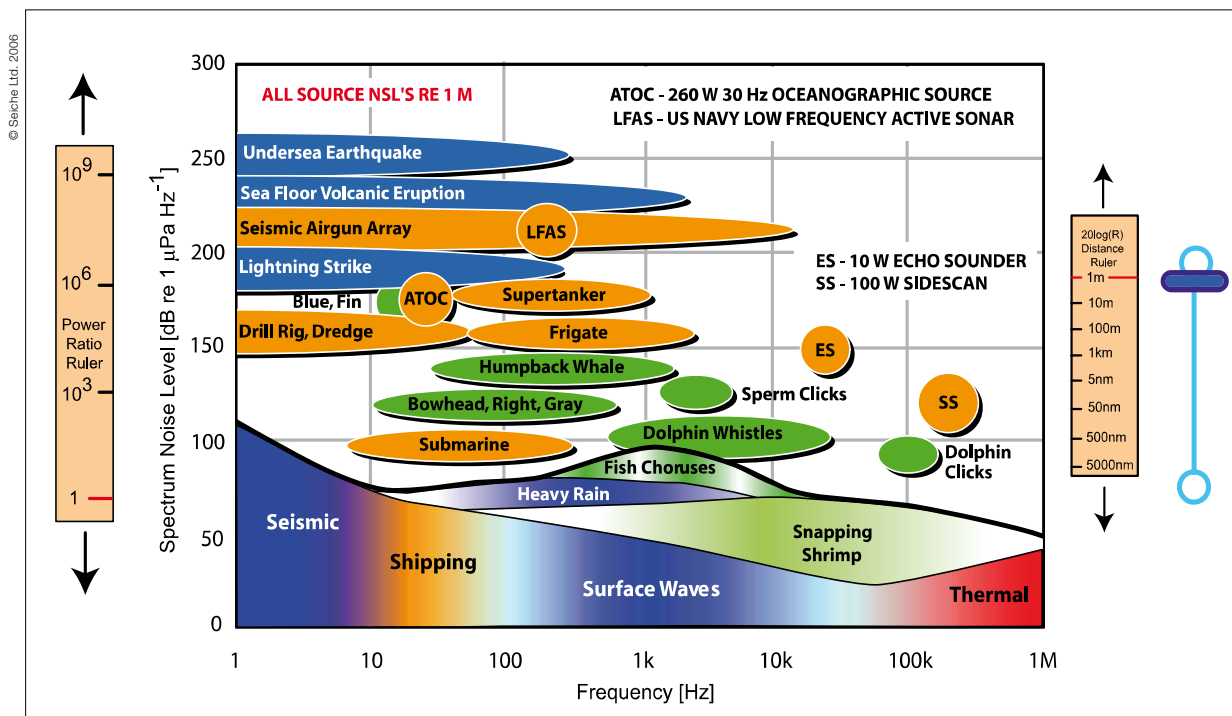 © Seiche Ltd. 2006
ALL SOURCE NSL'S RE 1 M
ATOC - 260 W 30 Hz OCEANOGRAPHIC SOURCE
LFAS - US NAVY LOW FREQUENCY ACTIVE SONAR
ES - 10 W ECHO SOUNDER
SS - 100 W SIDESCAN
10⁹
10⁶
Power
Ratio
Ruler
10³
1
Spectrum Noise Level [dB re 1 µPa Hz⁻¹]
300
250
200
150
100
50
0
Undersea Earthquake
Sea Floor Volcanic Eruption
Seismic Airgun Array
LFAS
Lightning Strike
Blue, Fin
ATOC
Supertanker
Drill Rig, Dredge
Frigate
ES
Humpback Whale
Sperm Clicks
SS
Bowhead, Right, Gray
Submarine
Dolphin Whistles
Dolphin
Clicks
Fish Choruses
Heavy Rain
Seismic
Shipping
Surface Waves
Snapping
Shrimp
Thermal
1
10
100
1k
10k
100k
1M
Frequency [Hz]
20log(R)
Distance
Ruler
1m
10m
100m
1km
5nm
50nm
500nm
5000nm